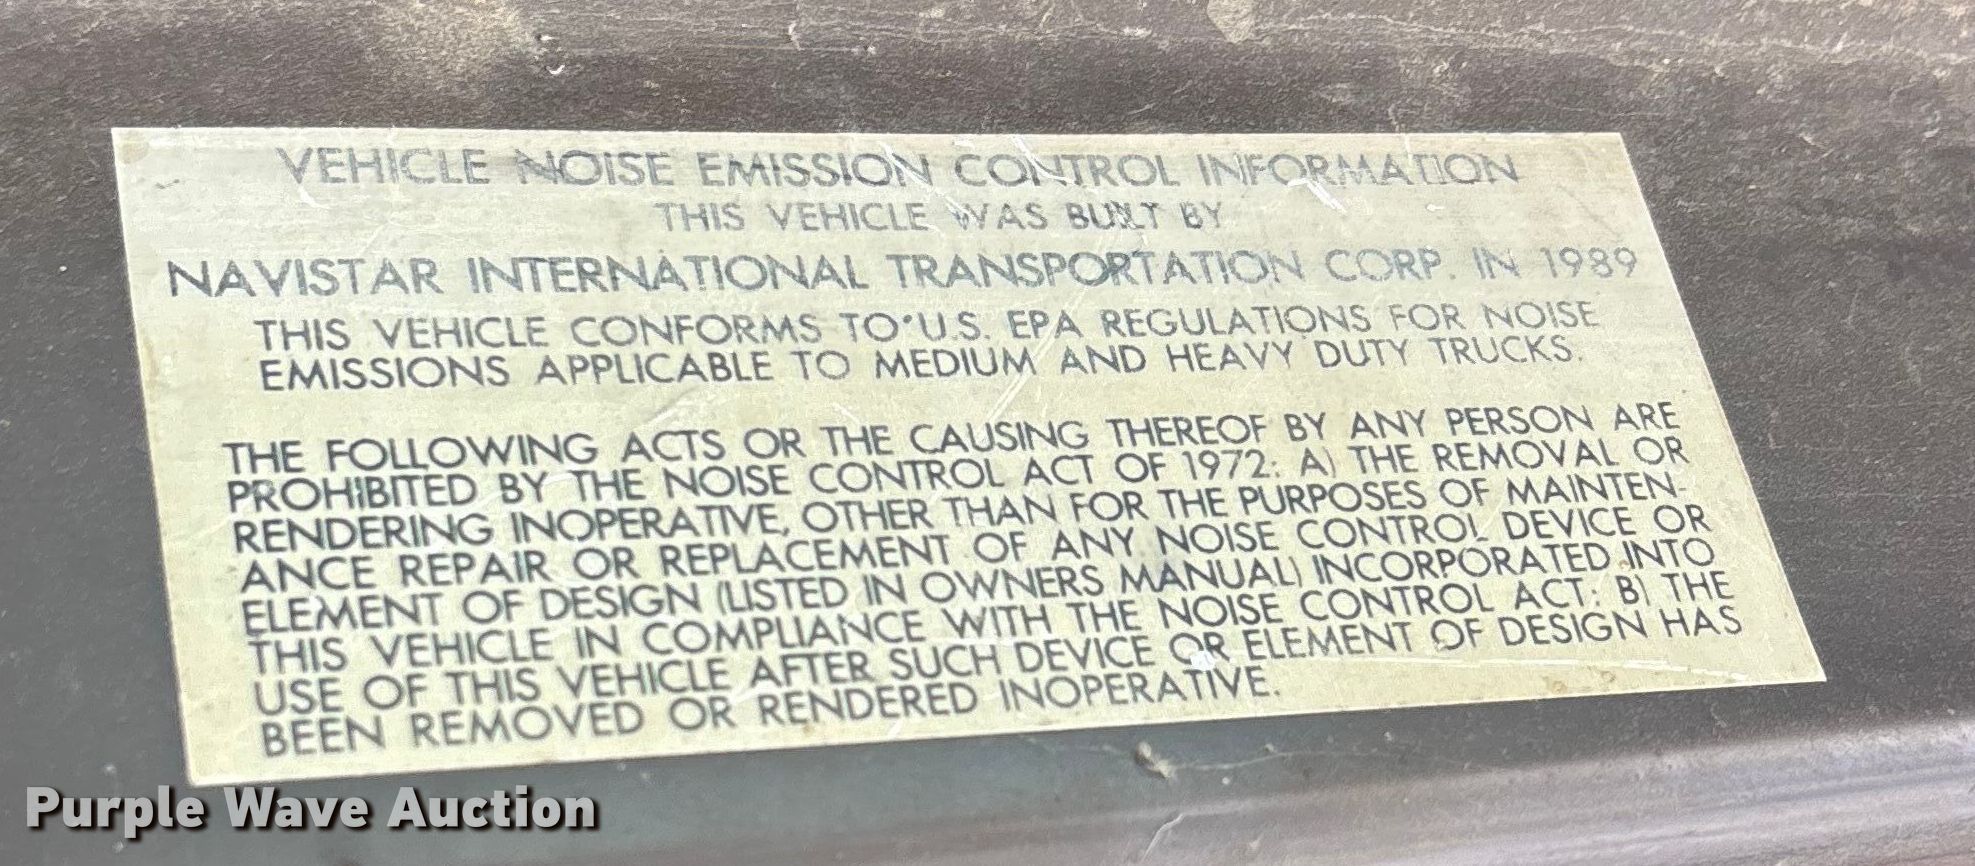 VEHICLE NOISE EMISSION CONTROL INFORMATION
THIS VEHICLE WAS BUILT BY
NAVISTAR INTERNATIONAL TRANSPORTATION CORP. IN 1989
THIS VEHICLE CONFORMS TO U.S. EPA REGULATIONS FOR NOISE
EMISSIONS APPLICABLE TO MEDIUM AND HEAVY DUTY TRUCKS.
THE FOLLOWING ACTS OR THE CAUSING THEREOF BY ANY PERSON ARE
PROHIBITED BY THE NOISE CONTROL ACT OF 1972: A) THE REMOVAL OR
RENDERING INOPERATIVE, OTHER THAN FOR THE PURPOSES OF MAINTEN-
ANCE REPAIR OR REPLACEMENT OF ANY NOISE CONTROL DEVICE OR
ELEMENT OF DESIGN (LISTED IN OWNERS MANUAL) INCORPORATED INTO
THIS VEHICLE IN COMPLIANCE WITH THE NOISE CONTROL ACT: B) THE
USE OF THIS VEHICLE AFTER SUCH DEVICE OR ELEMENT OF DESIGN HAS
BEEN REMOVED OR RENDERED INOPERATIVE.
Purple Wave Auction